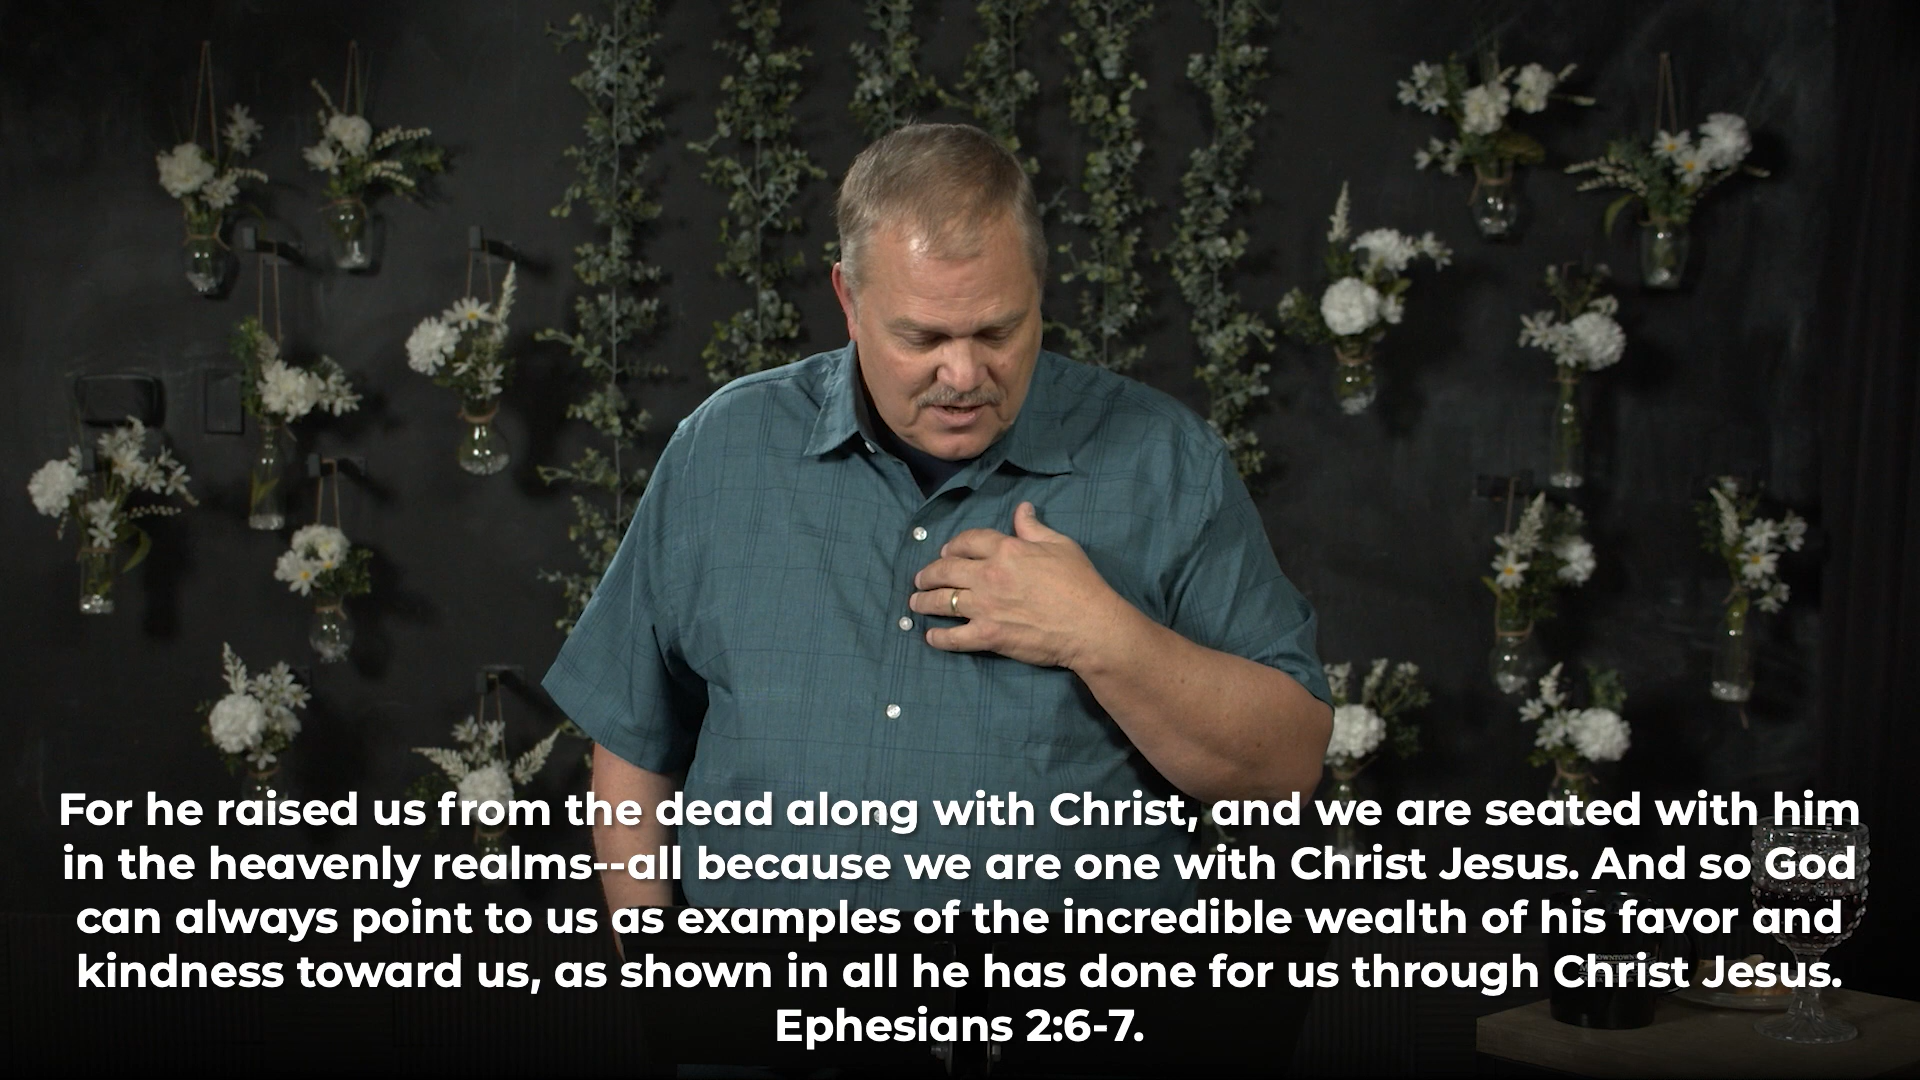 For he raised us from the dead along with Christ, and we are seated with him
in the heavenly realms--all because we are one with Christ Jesus. And so God
can always point to us as examples of the incredible wealth of his favor and
kindness toward us, as shown in all he has done for us through Christ Jesus.
Ephesians 2:6-7.